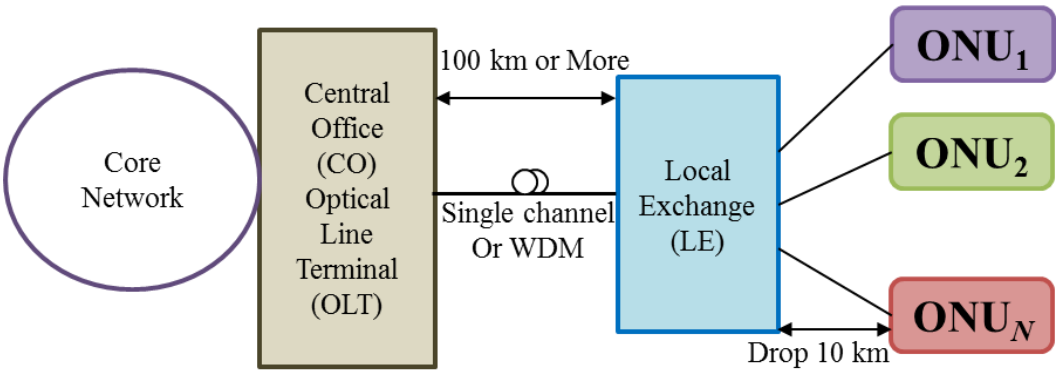 Core
Network
Central
Office
(CO)
Optical
Line
Terminal
(OLT)
100 km or More
Single channel
Or WDM
Local
Exchange
(LE)
ONU1
ONU2
ONUN
Drop 10 km